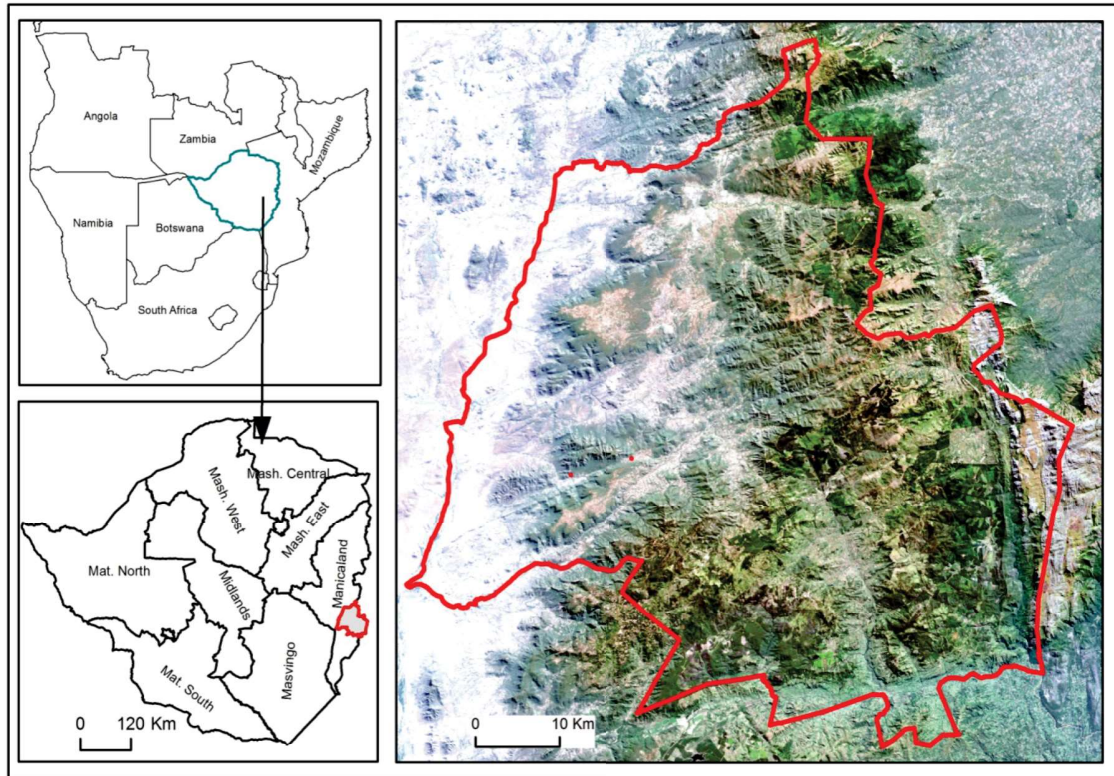 Angola
Zambia
Mozambique
Namibia
Botswana
South Africa
Mash. Central
Mash. West
Mash. East
Mat. North
Midlands
Manicaland
Masvingo
Mat. South
0 120 Km
0 10 Km